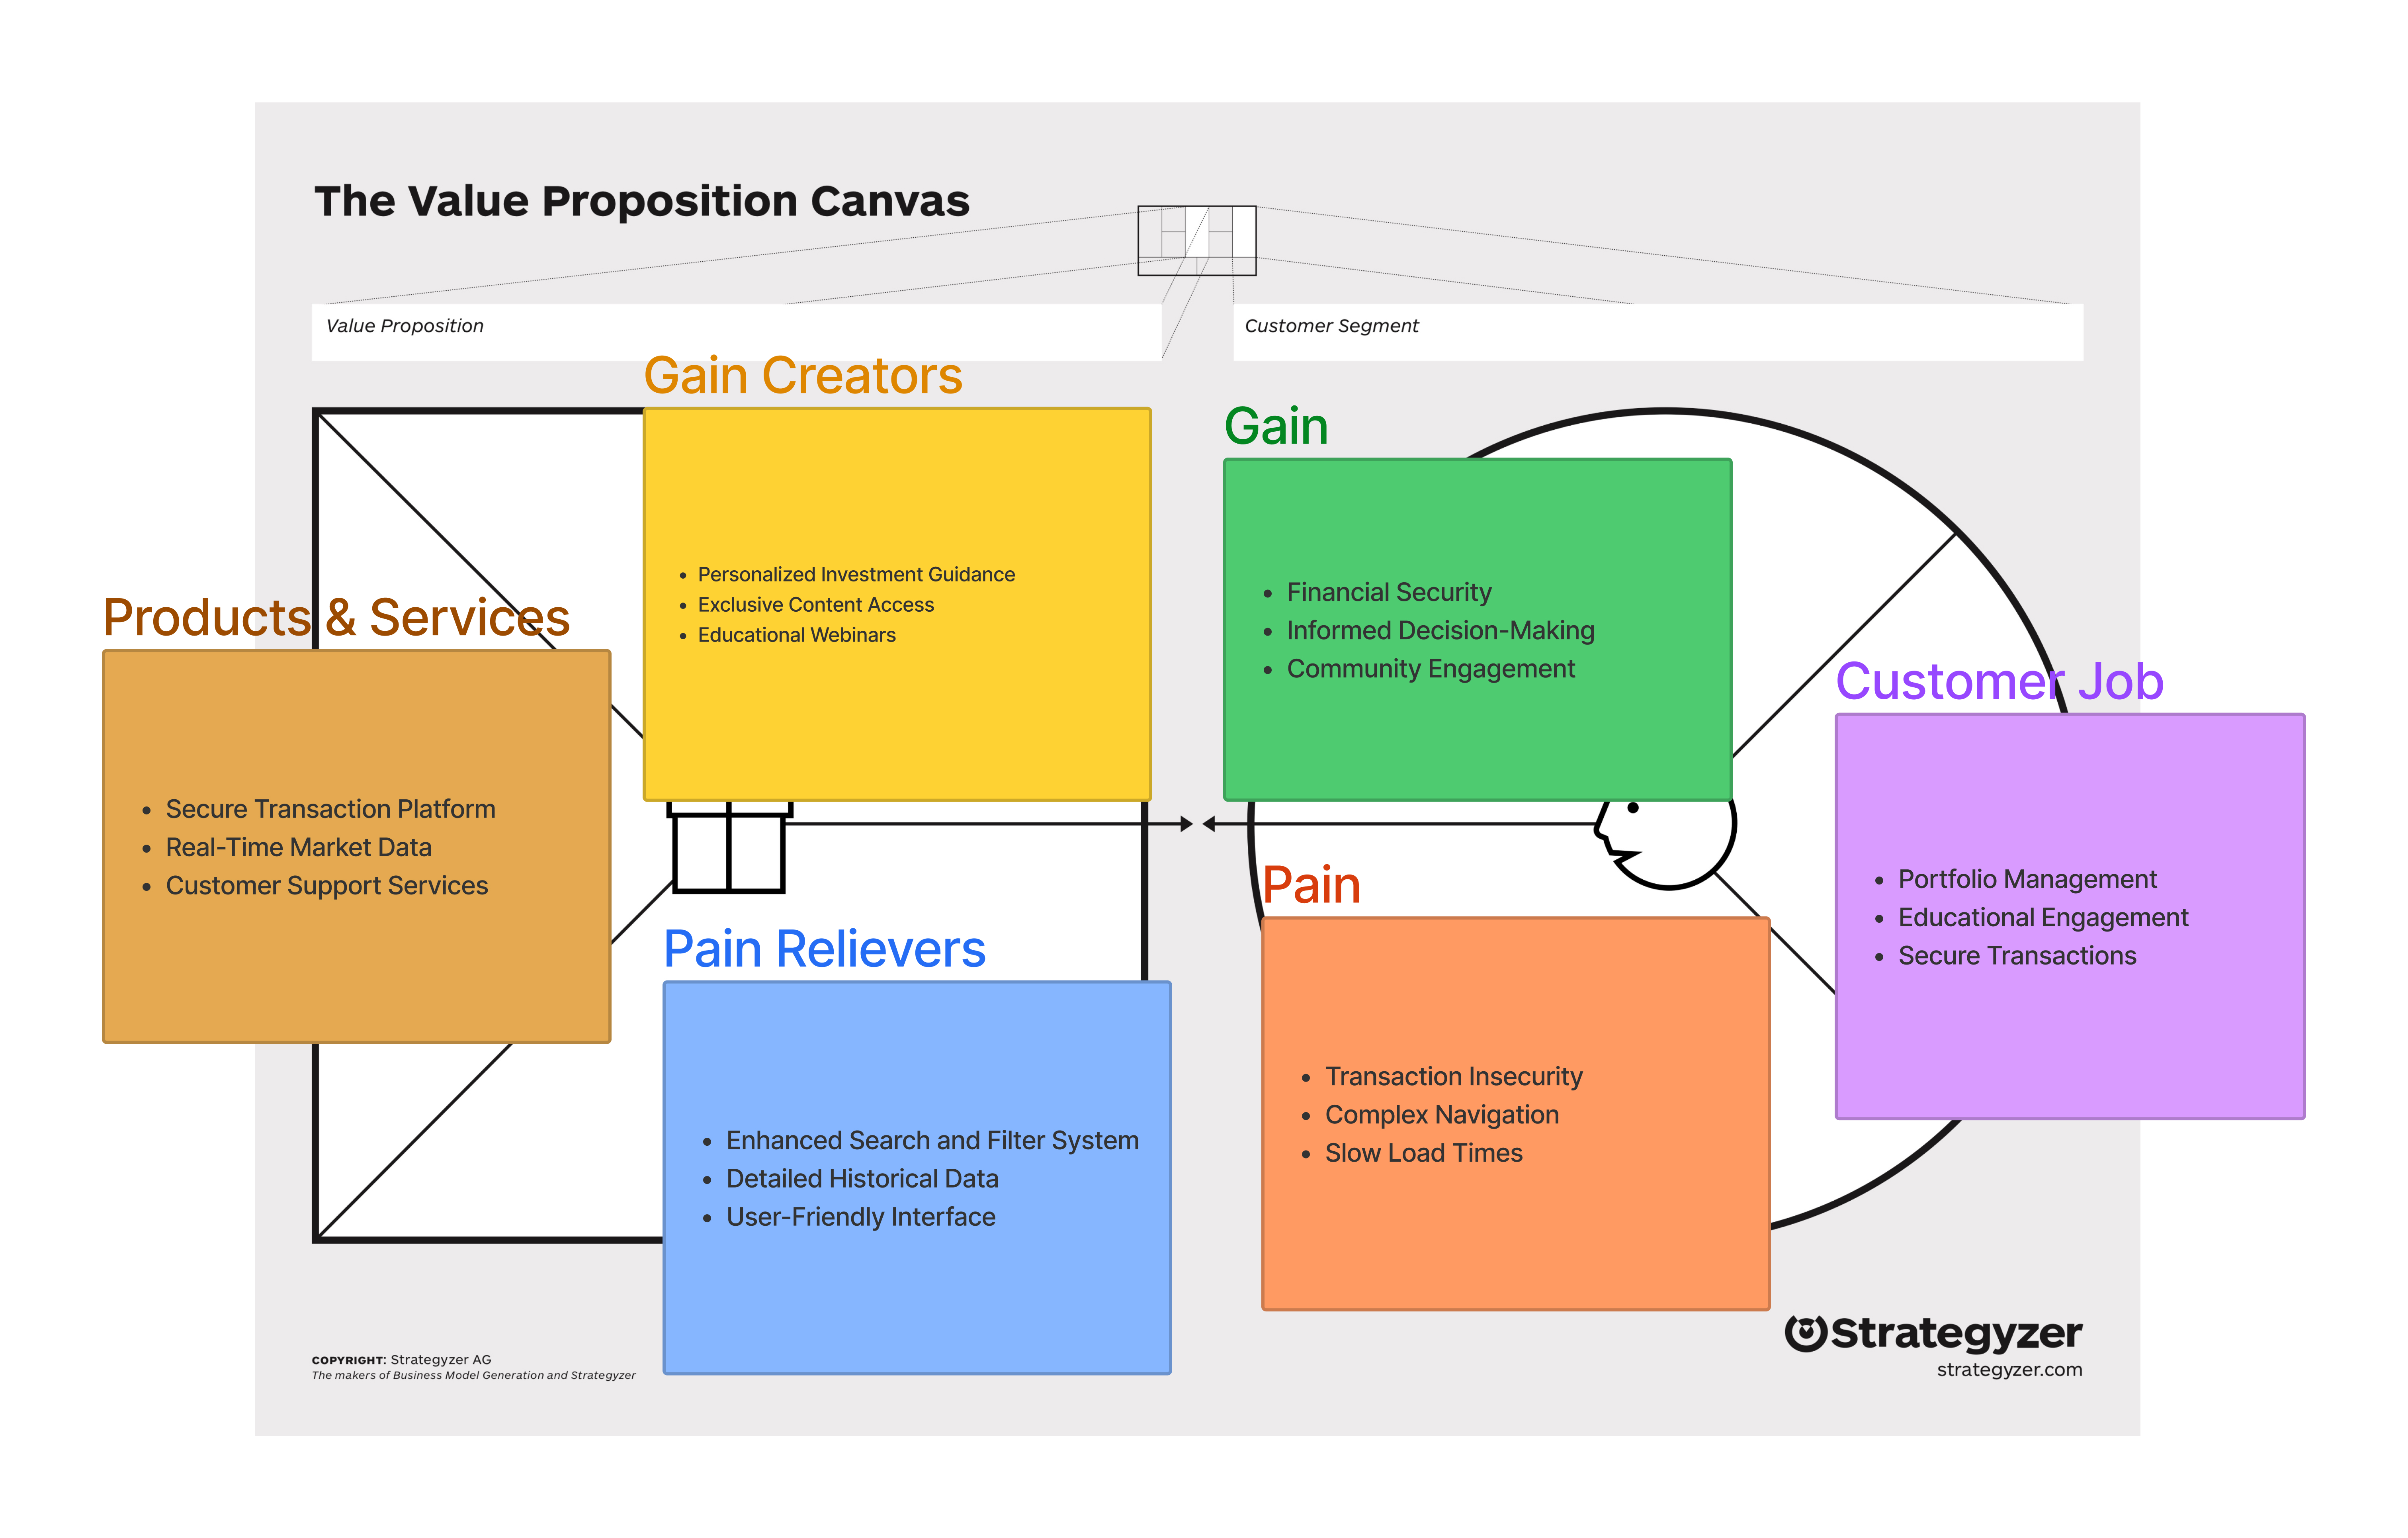 The Value Proposition Canvas
Value Proposition
Customer Segment
Gain Creators
• Personalized Investment Guidance
• Exclusive Content Access
• Educational Webinars
Gain
• Financial Security
• Informed Decision-Making
• Community Engagement
Products & Services
• Secure Transaction Platform
• Real-Time Market Data
• Customer Support Services
Customer Job
• Portfolio Management
• Educational Engagement
• Secure Transactions
Pain Relievers
• Enhanced Search and Filter System
• Detailed Historical Data
• User-Friendly Interface
Pain
• Transaction Insecurity
• Complex Navigation
• Slow Load Times
COPYRIGHT: Strategyzer AG
The makers of Business Model Generation and Strategyzer
Strategyzer
strategyzer.com